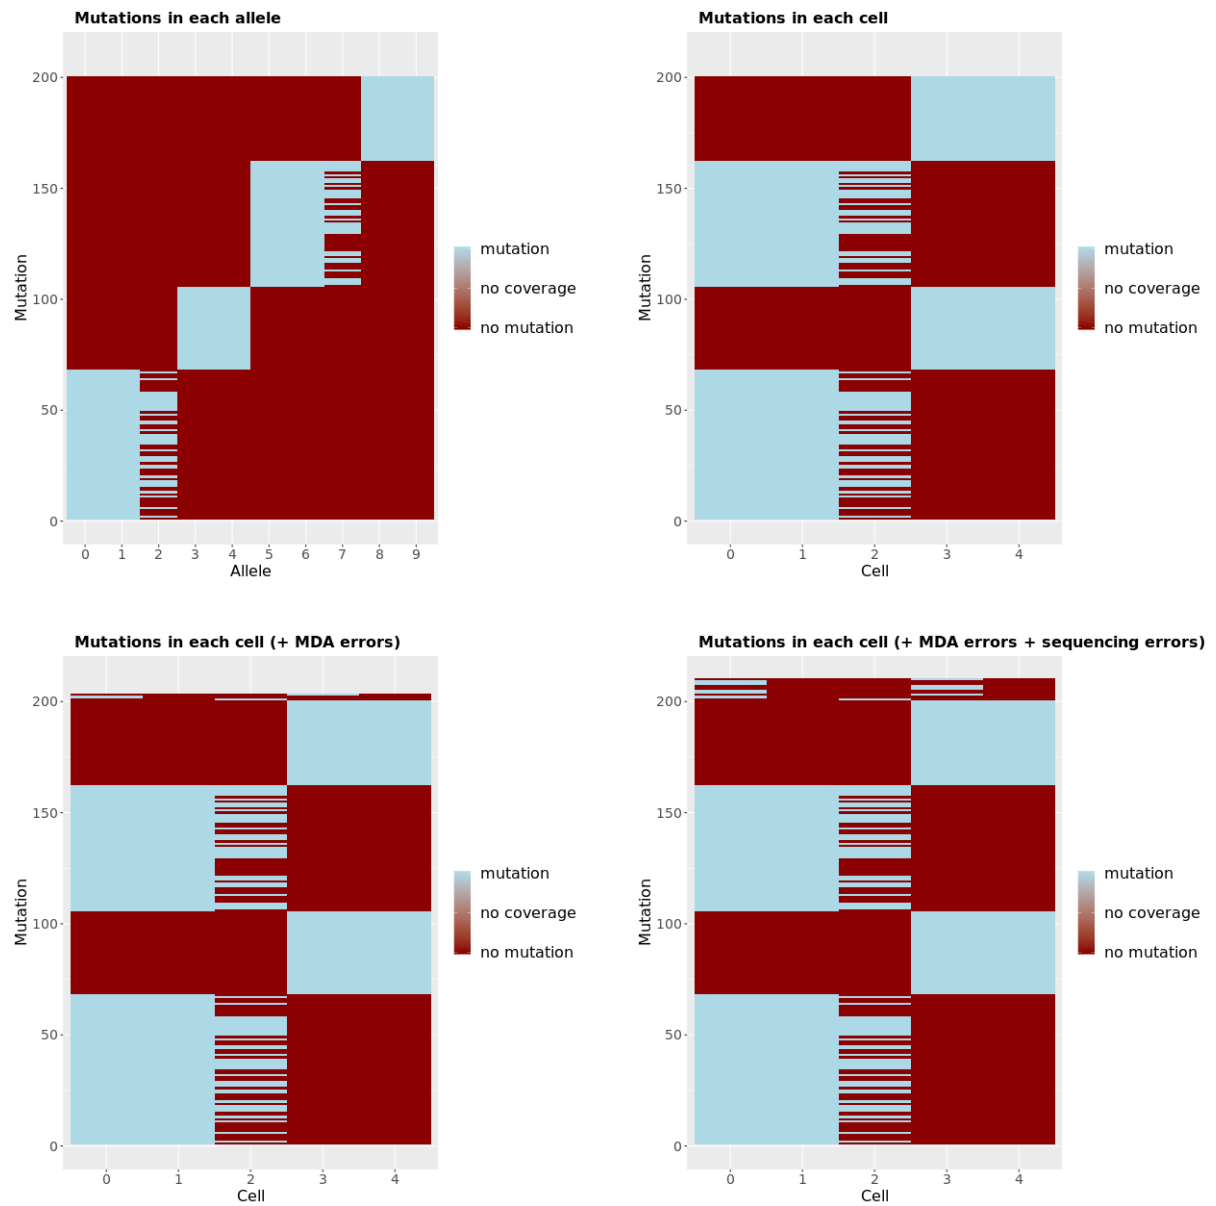 Mutations in each allele
Mutation
200
150
100
50
0
0 1 2 3 4 5 6 7 8 9
Allele
mutation
no coverage
no mutation
Mutations in each cell
Mutation
200
150
100
50
0
0 1 2 3 4
Cell
mutation
no coverage
no mutation
Mutations in each cell (+ MDA errors)
Mutation
200
150
100
50
0
0 1 2 3 4
Cell
mutation
no coverage
no mutation
Mutations in each cell (+ MDA errors + sequencing errors)
Mutation
200
150
100
50
0
0 1 2 3 4
Cell
mutation
no coverage
no mutation